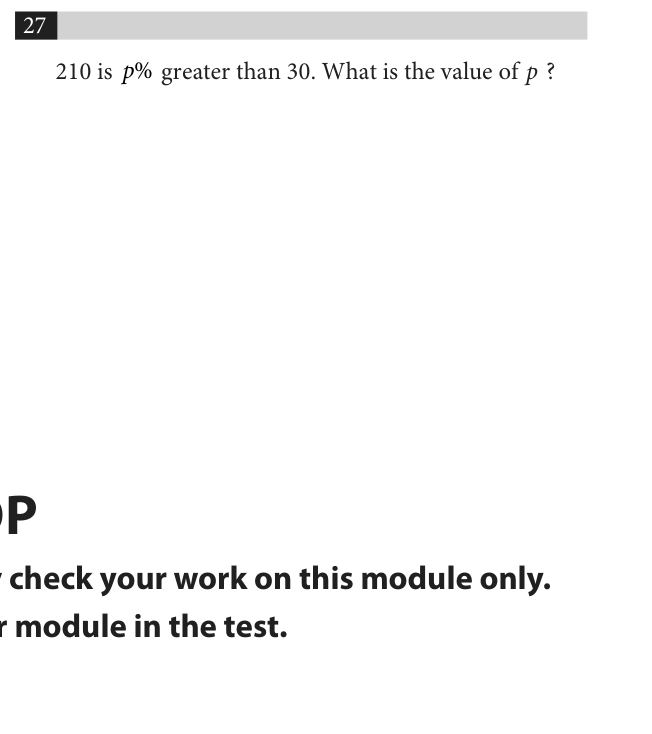 27
210 is p% greater than 30. What is the value of p ?
P
check your work on this module only.
module in the test.